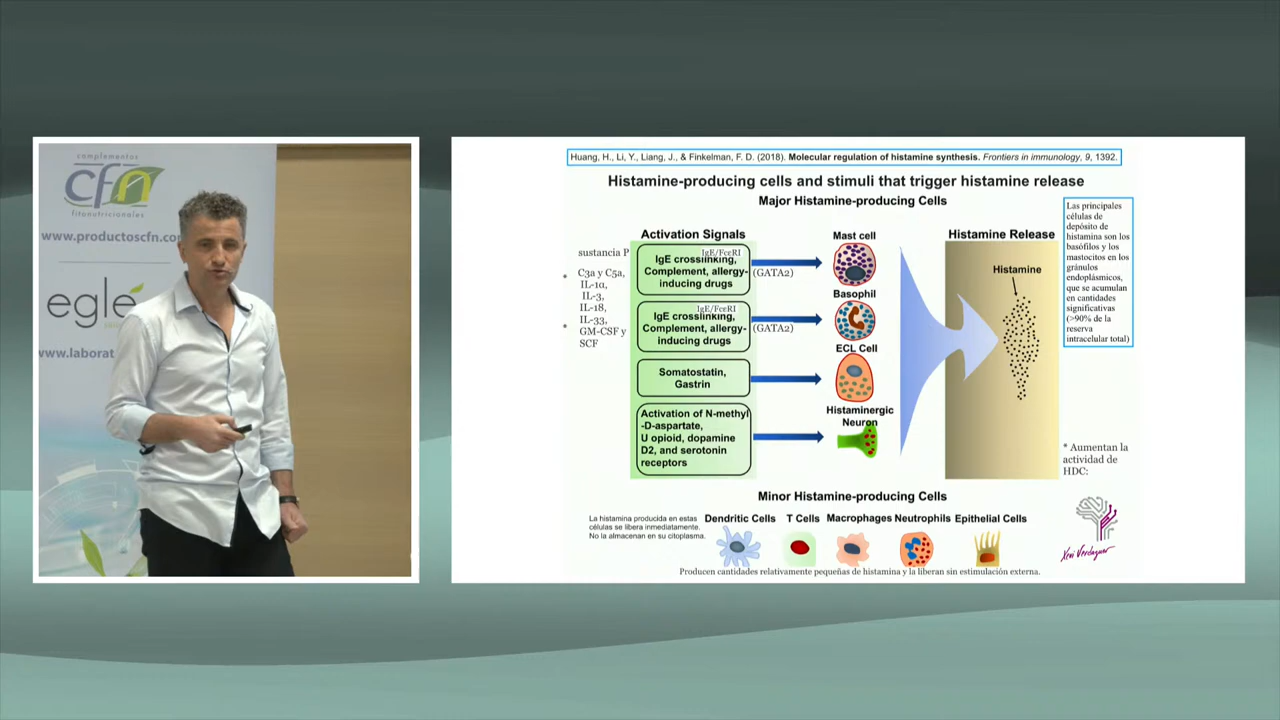 complementos
cfn
fitonutricionales
www.productoscfn.con
eglé
www.laborat
Huang, H., Li, Y., Liang, J., & Finkelman, F. D. (2018). Molecular regulation of histamine synthesis. Frontiers in immunology, 9, 1392.
Histamine-producing cells and stimuli that trigger histamine release
Major Histamine-producing Cells
Activation Signals
sustancia P
* C3a y C5a,
IL-1α,
IL-3,
IL-18,
* IL-33,
GM-CSF y
SCF
IgE/FcεRI
IgE crosslinking,
Complement, allergy-
inducing drugs
(GATA2)
IgE/FcεRI
IgE crosslinking,
Complement, allergy-
inducing drugs
(GATA2)
Somatostatin,
Gastrin
Activation of N-methyl
-D-aspartate,
U opioid, dopamine
D2, and serotonin
receptors
Mast cell
Basophil
ECL Cell
Histaminergic
Neuron
Histamine Release
Histamine
Las principales
células de
depósito de
histamina son los
basófilos y los
mastocitos en los
gránulos
endoplásmicos,
que se acumulan
en cantidades
significativas
(>90% de la
reserva
intracelular total)
* Aumentan la
actividad de
HDC:
Minor Histamine-producing Cells
La histamina producida en estas
células se libera inmediatamente.
No la almacenan en su citoplasma.
Dendritic Cells T Cells Macrophages Neutrophils Epithelial Cells
Producen cantidades relativamente pequeñas de histamina y la liberan sin estimulación externa.
Xevi Verdaguer